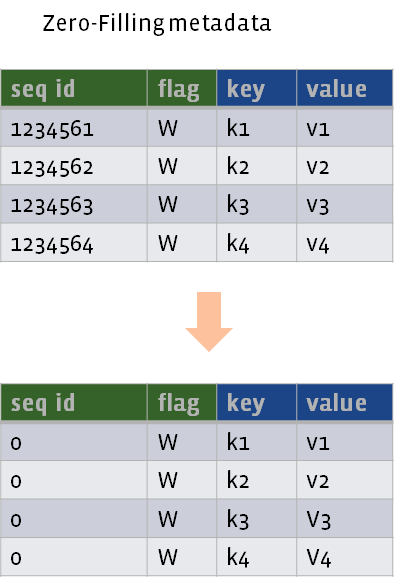 Zero-Filling metadata
seq id flag key value
1234561 W k1 v1
1234562 W k2 v2
1234563 W k3 v3
1234564 W k4 v4
seq id flag key value
0 W k1 v1
0 W k2 v2
0 W k3 V3
0 W k4 V4